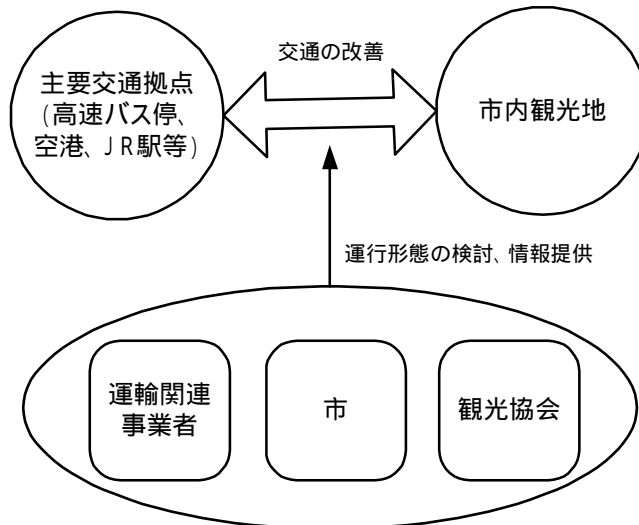 交通の改善
主要交通拠点
(高速バス停、
空港、JR駅等)
市内観光地
運行形態の検討、情報提供
運輸関連
事業者
市
観光協会